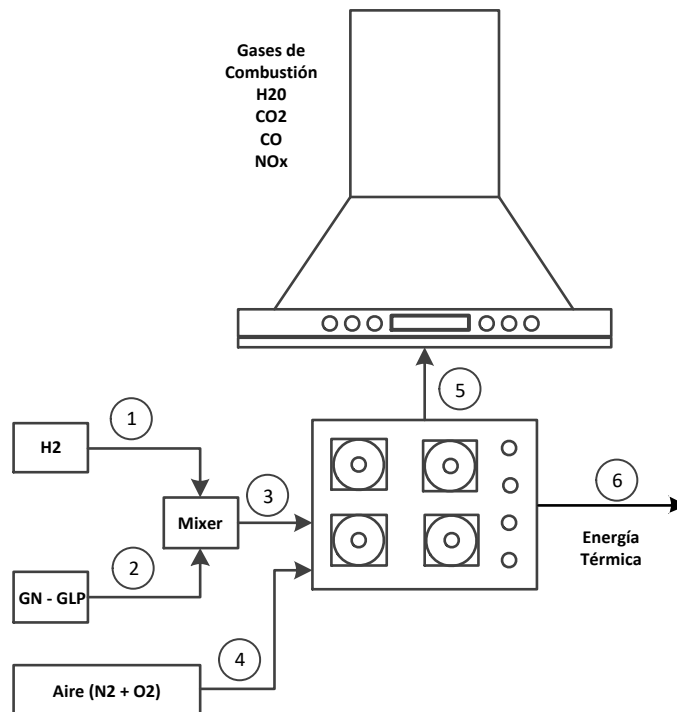 Gases de
Combustión
H20
CO2
CO
NOx
5
1
H2
3
6
Mixer
Energía
Térmica
2
GN - GLP
4
Aire (N2 + O2)